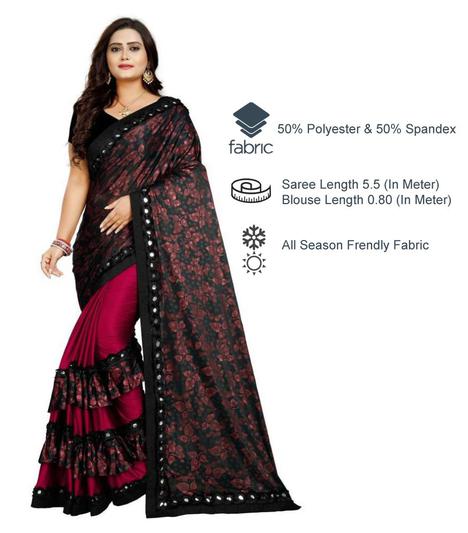 fabric
50% Polyester & 50% Spandex
Saree Length 5.5 (In Meter)
Blouse Length 0.80 (In Meter)
All Season Frendly Fabric